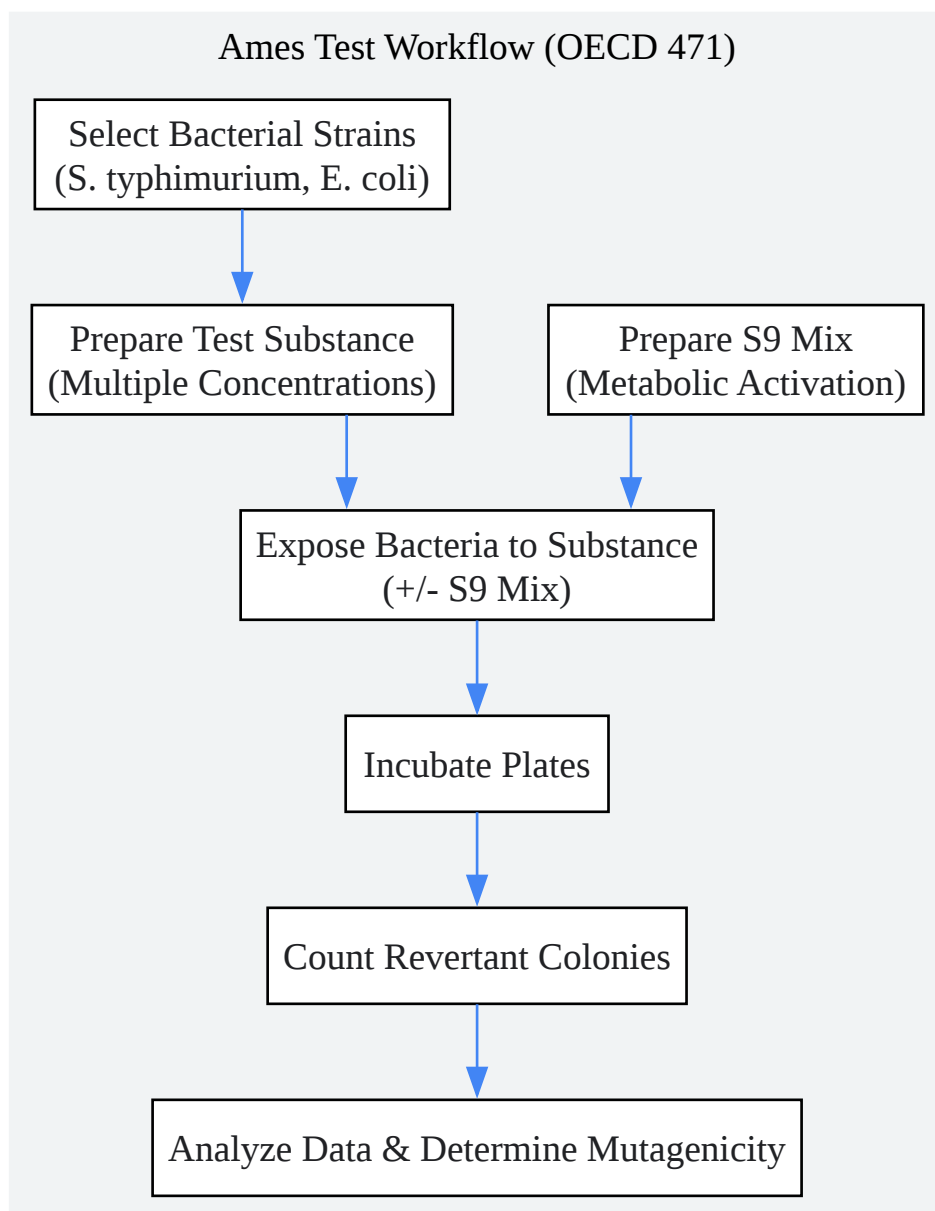 Ames Test Workflow (OECD 471)
Select Bacterial Strains
(S. typhimurium, E. coli)
Prepare Test Substance
(Multiple Concentrations)
Prepare S9 Mix
(Metabolic Activation)
Expose Bacteria to Substance
(+/- S9 Mix)
Incubate Plates
Count Revertant Colonies
Analyze Data & Determine Mutagenicity